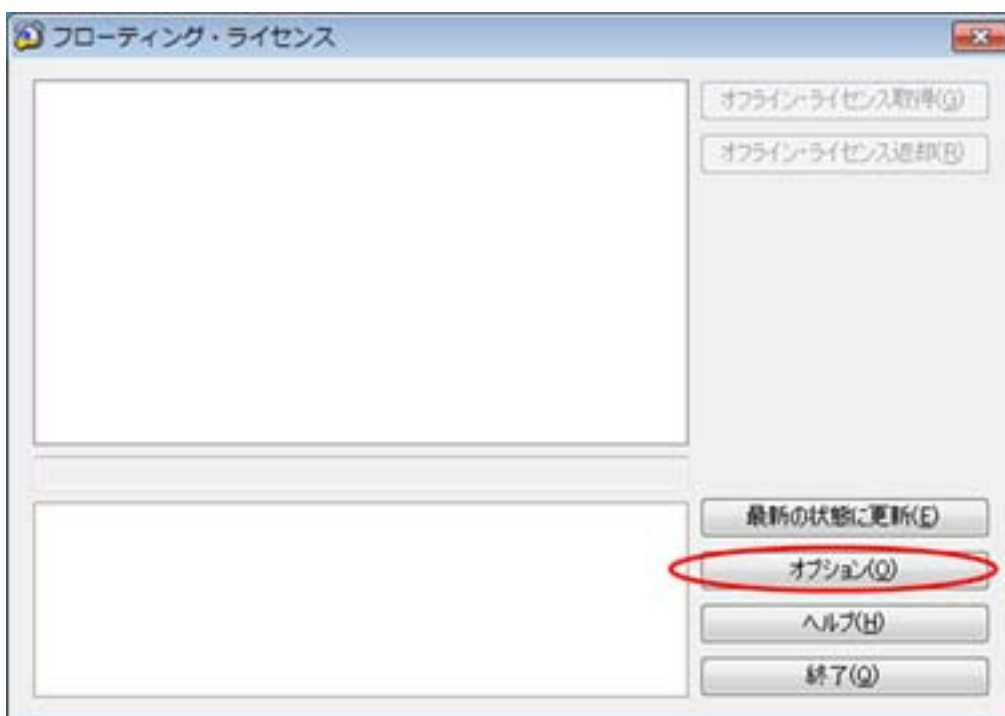 フローティング・ライセンス
オフライン・ライセンス取得(G)
オフライン・ライセンス返却(R)
最新の状態に更新(E)
オプション(O)
ヘルプ(H)
終了(Q)